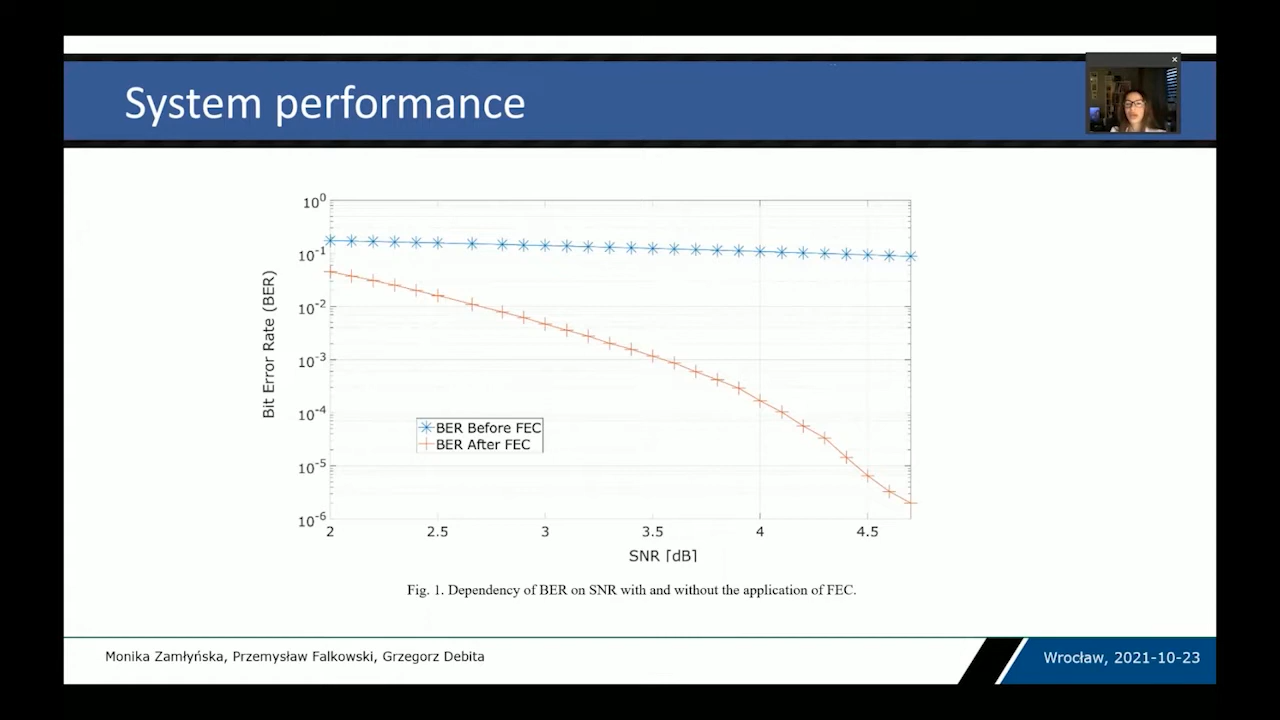 System performance
10^0
10^-1
10^-2
10^-3
10^-4
10^-5
10^-6
Bit Error Rate (BER)
BER Before FEC
BER After FEC
2 2.5 3 3.5 4 4.5
SNR [dB]
Fig. 1. Dependency of BER on SNR with and without the application of FEC.
Monika Zamłyńska, Przemysław Falkowski, Grzegorz Debita
Wrocław, 2021-10-23